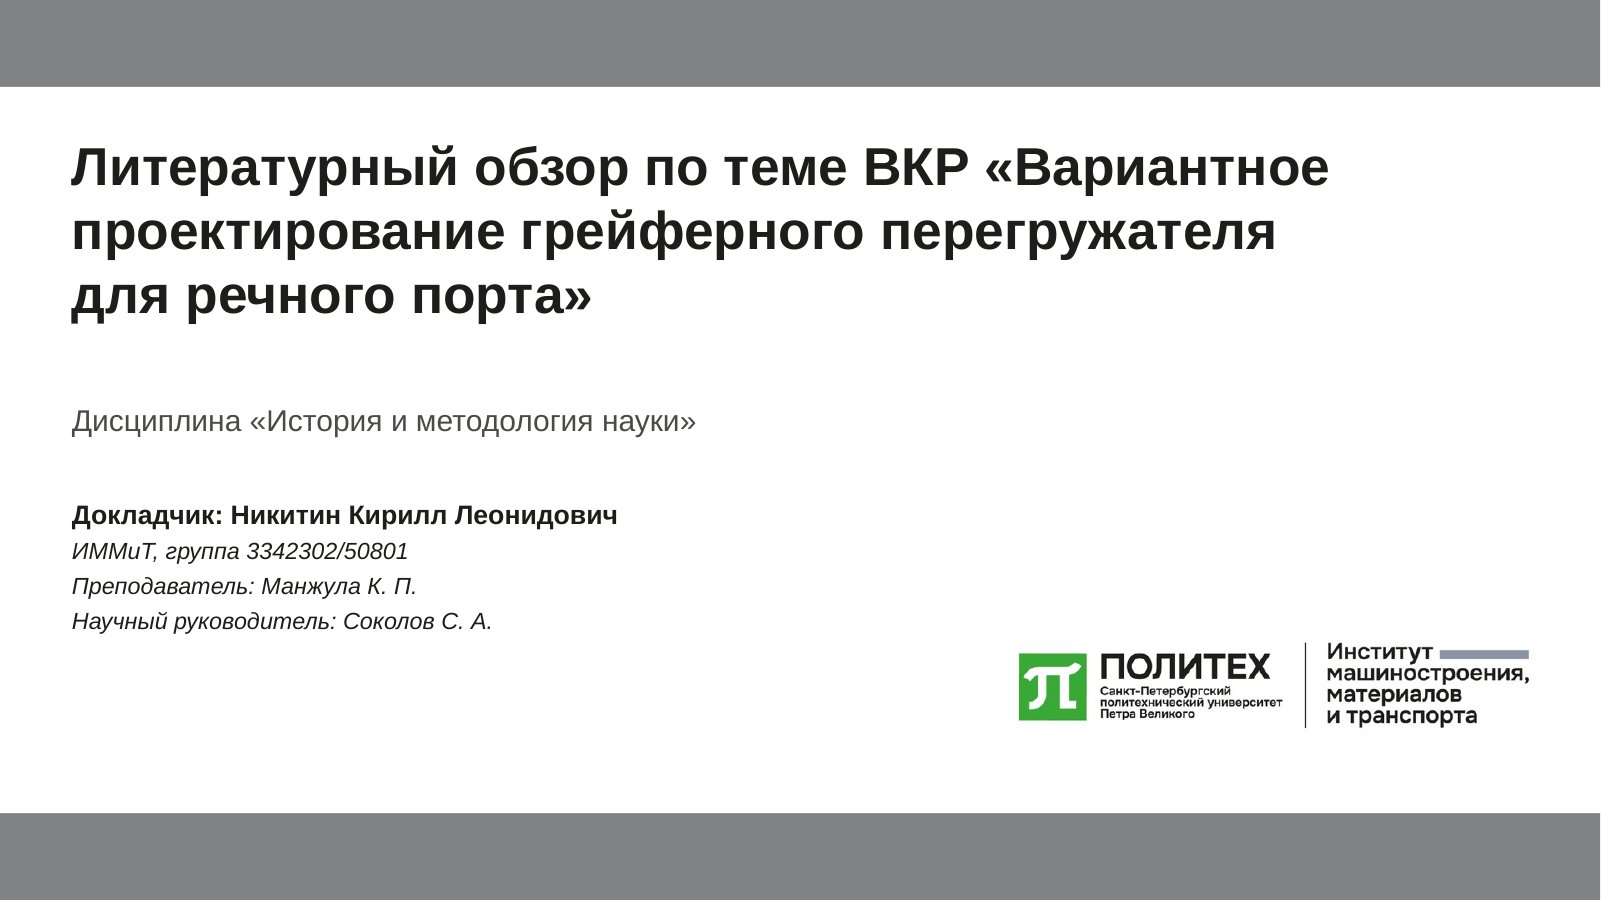 Литературный обзор по теме ВКР «Вариантное
проектирование грейферного перегружателя
для речного порта»
Дисциплина «История и методология науки»
Докладчик: Никитин Кирилл Леонидович
ИММиТ, группа 3342302/50801
Преподаватель: Манжула К. П.
Научный руководитель: Соколов С. А.
ПОЛИТЕХ
Санкт-Петербургский
политехнический университет
Петра Великого
Институт
машиностроения,
материалов
и транспорта